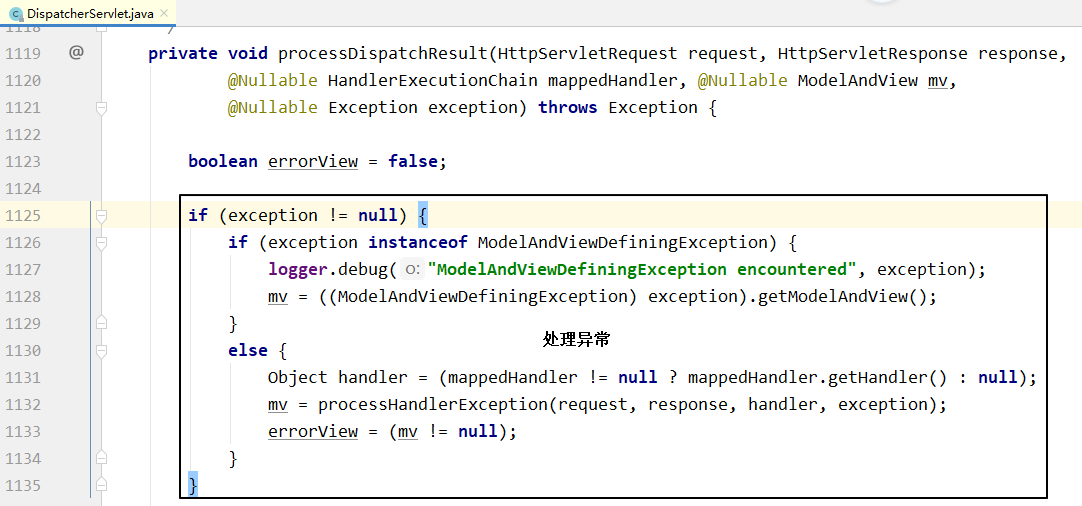 DispatcherServlet.java
1118 */
1119 @ private void processDispatchResult(HttpServletRequest request, HttpServletResponse response,
1120 @Nullable HandlerExecutionChain mappedHandler, @Nullable ModelAndView mv,
1121 @Nullable Exception exception) throws Exception {
1122
1123 boolean errorView = false;
1124
1125 if (exception != null) {
1126 if (exception instanceof ModelAndViewDefiningException) {
1127 logger.debug( o: "ModelAndViewDefiningException encountered", exception);
1128 mv = ((ModelAndViewDefiningException) exception).getModelAndView();
1129 }
处理异常
1130 else {
1131 Object handler = (mappedHandler != null ? mappedHandler.getHandler() : null);
1132 mv = processHandlerException(request, response, handler, exception);
1133 errorView = (mv != null);
1134 }
1135 }